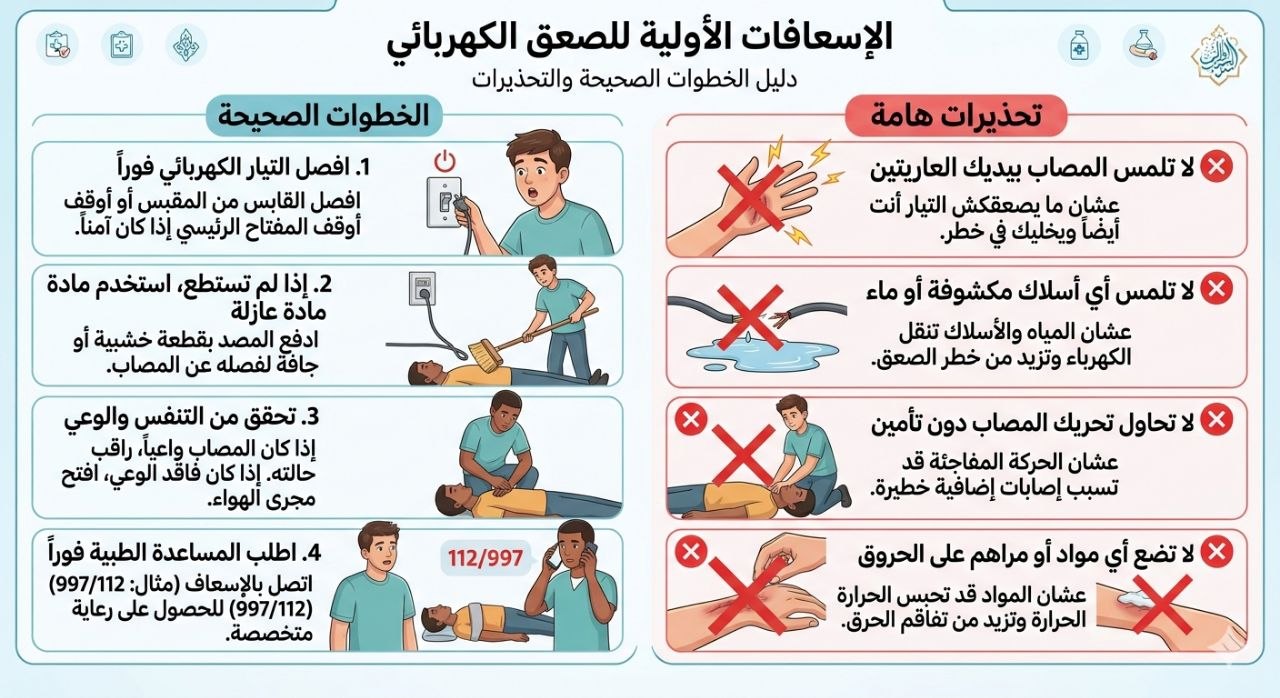 الإسعافات الأولية للصعق الكهربائي
دليل الخطوات الصحيحة والتحذيرات
تحذيرات هامة
لا تلمس المصاب بيديك العاريتين
عشان ما يصعقكش التيار أنت
أيضاً ويخليك في خطر.
لا تلمس أي أسلاك مكشوفة أو ماء
عشان المياه والأسلاك تنقل
الكهرباء وتزيد من خطر الصعق.
لا تحاول تحريك المصاب دون تأمين
عشان الحركة المفاجئة قد
تسبب إصابات إضافية خطيرة.
لا تضع أي مواد أو مراهم على الحروق
عشان المواد قد تحبس الحرارة
الحرارة وتزيد من تفاقم الحرق.
الخطوات الصحيحة
1. افصل التيار الكهربائي فوراً
افصل القابس من المقبس أو أوقف
أوقف المفتاح الرئيسي إذا كان آمناً.
2. إذا لم تستطع، استخدم مادة
مادة عازلة
ادفع المصد بقطعة خشبية أو
جافة لفصله عن المصاب.
3. تحقق من التنفس والوعي
إذا كان المصاب واعياً، راقب
حالته. إذا كان فاقد الوعي، افتح
مجرى الهواء.
4. اطلب المساعدة الطبية فوراً
اتصل بالإسعاف (مثال: 997/112)
(997/112) للحصول على رعاية
متخصصة.
112/997